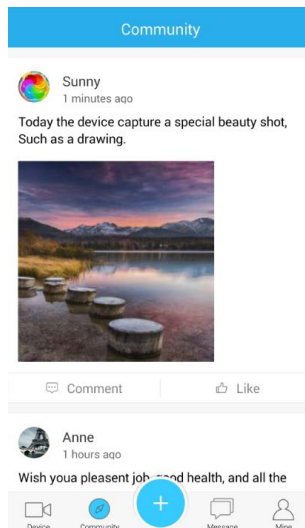 Community
Sunny
1 minutes ago
Today the device capture a special beauty shot,
Such as a drawing.
Comment
Like
Anne
1 hours ago
Wish youa pleasent job, good health, and all the
Device
Community
Message
Mine